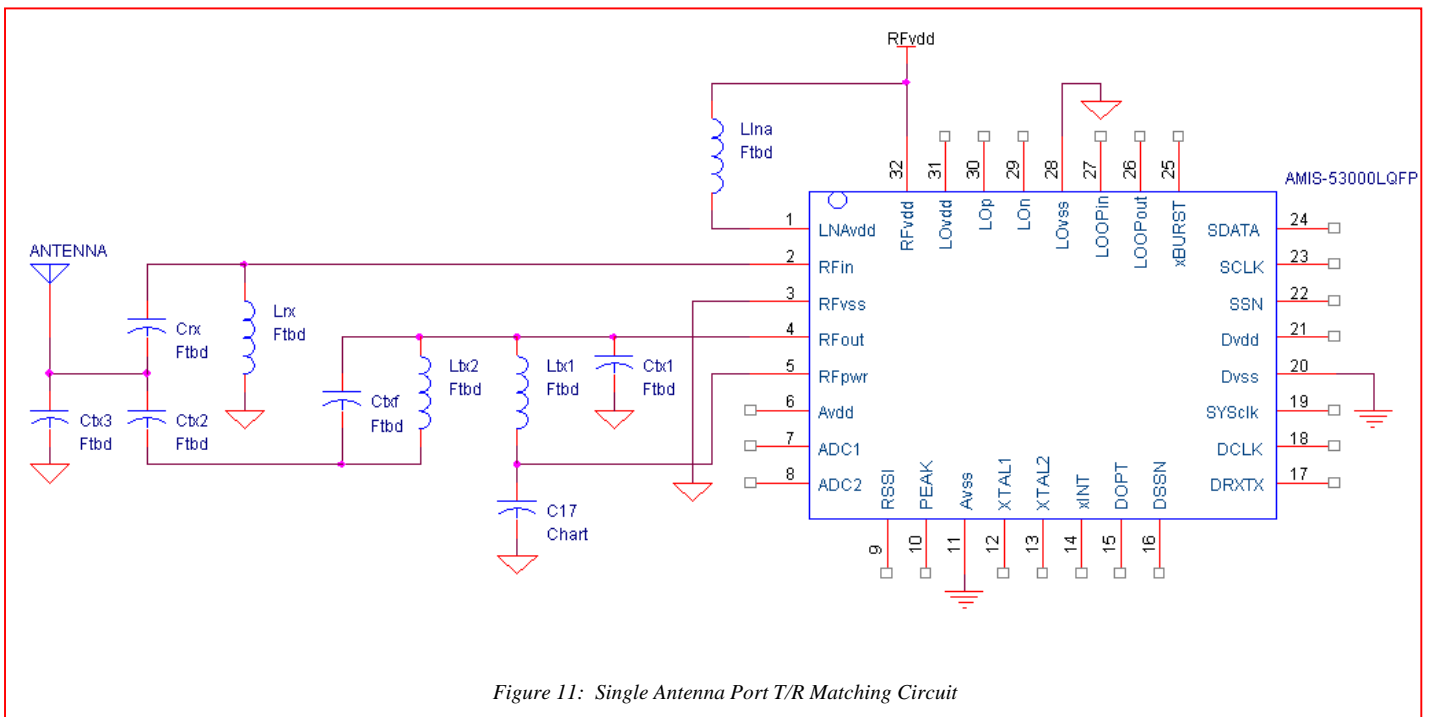 RFvdd
Llna
Ftbd
AMIS-53000LQFP
32
31
30
29
28
27
26
25
RFvdd
LOvdd
LOp
LOn
LOvss
LOOPin
LOOPout
xBURST
ANTENNA
1 LNAvdd
2 RFin
3 RFvss
4 RFout
5 RFpwr
6 Avdd
7 ADC1
8 ADC2
SDATA 24
SCLK 23
SSN 22
Dvdd 21
Dvss 20
SYSclk 19
DCLK 18
DRXTX 17
Crx
Ftbd
Lrx
Ftbd
Ctx3
Ftbd
Ctx2
Ftbd
Ctxf
Ftbd
Ltx2
Ftbd
Ltx1
Ftbd
Ctx1
Ftbd
C17
Chart
RSSI
PEAK
Avss
XTAL1
XTAL2
xINT
DOPT
DSSN
9
10
11
12
13
14
15
16
Figure 11: Single Antenna Port T/R Matching Circuit